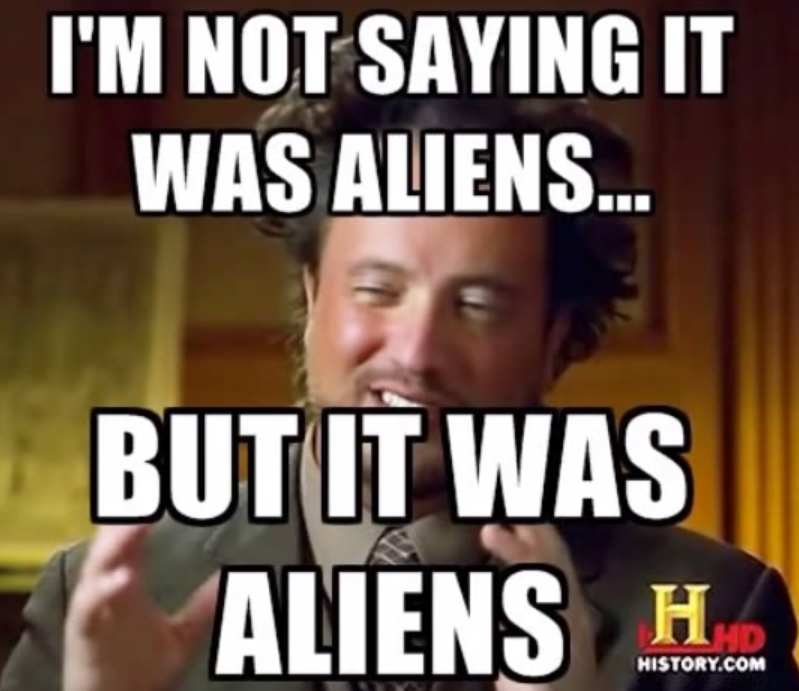 I'M NOT SAYING IT
WAS ALIENS...
BUT IT WAS
ALIENS
H HD
HISTORY.COM